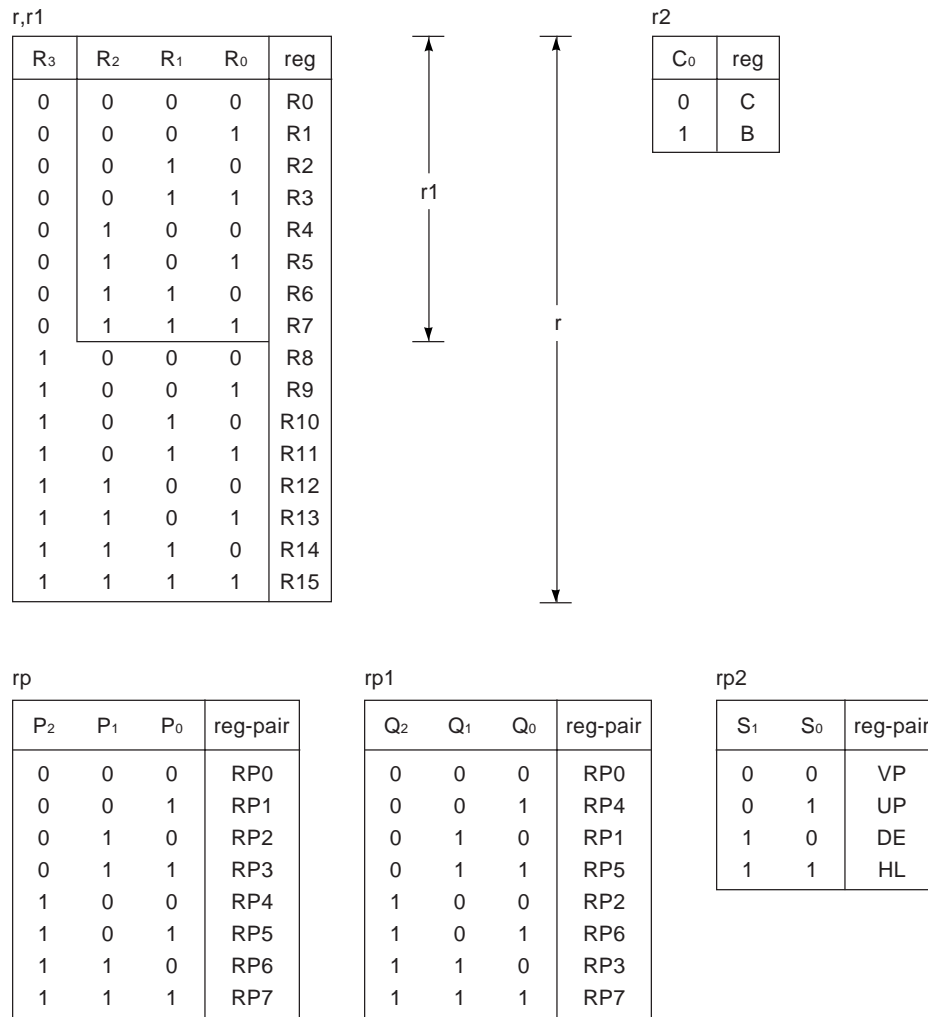 r,r1 r2
R3 R2 R1 R0 reg C0 reg
0 0 0 0 R0 0 C
0 0 0 1 R1 1 B
0 0 1 0 R2
0 0 1 1 R3 r1
0 1 0 0 R4
0 1 0 1 R5
0 1 1 0 R6
0 1 1 1 R7 r
1 0 0 0 R8
1 0 0 1 R9
1 0 1 0 R10
1 0 1 1 R11
1 1 0 0 R12
1 1 0 1 R13
1 1 1 0 R14
1 1 1 1 R15
rp rp1 rp2
P2 P1 P0 reg-pair Q2 Q1 Q0 reg-pair S1 S0 reg-pair
0 0 0 RP0 0 0 0 RP0 0 0 VP
0 0 1 RP1 0 0 1 RP4 0 1 UP
0 1 0 RP2 0 1 0 RP1 1 0 DE
0 1 1 RP3 0 1 1 RP5 1 1 HL
1 0 0 RP4 1 0 0 RP2
1 0 1 RP5 1 0 1 RP6
1 1 0 RP6 1 1 0 RP3
1 1 1 RP7 1 1 1 RP7